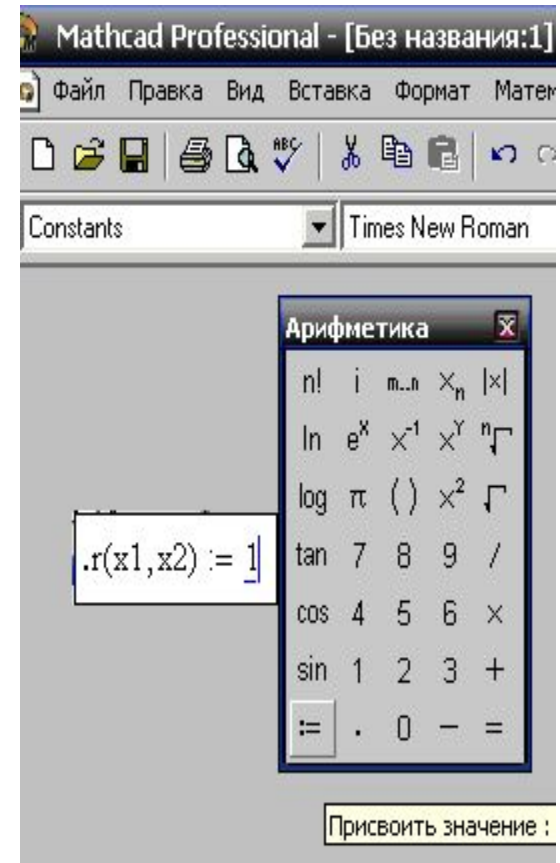 Mathcad Professional - [Без названия:1]
Файл Правка Вид Вставка Формат Матем
ABC
Constants Times New Roman
Арифметика
n! i m..n Xn |x|
ln e^x x^-1 x^Y n√
log π ( ) x^2 √
tan 7 8 9 /
.r(x1,x2) := 1
cos 4 5 6 ×
sin 1 2 3 +
:= . 0 − =
Присвоить значение :